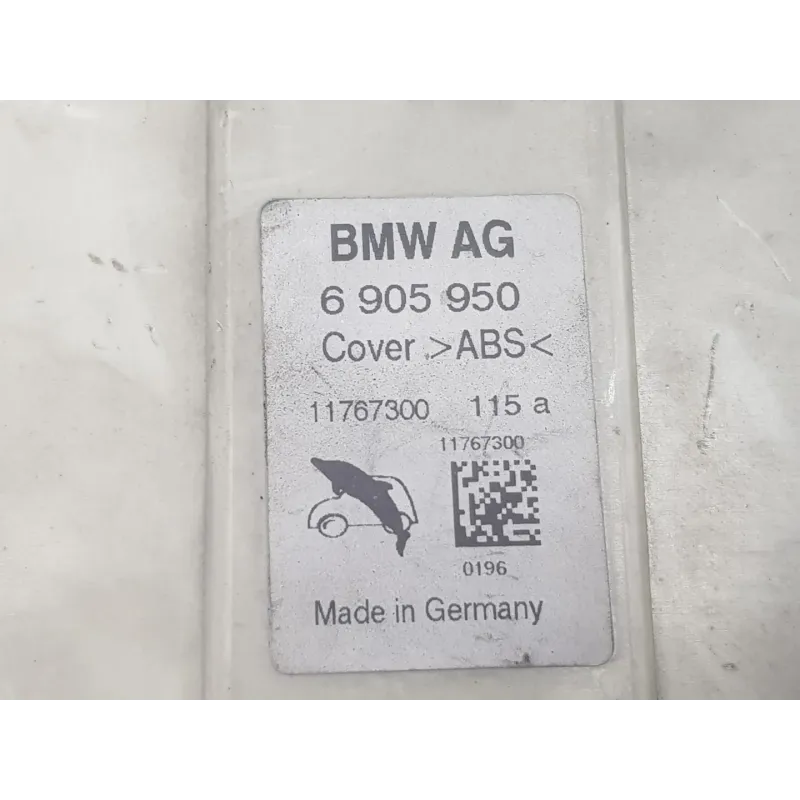 BMW AG
6 905 950
Cover >ABS<
11767300 115 a
11767300
0196
Made in Germany